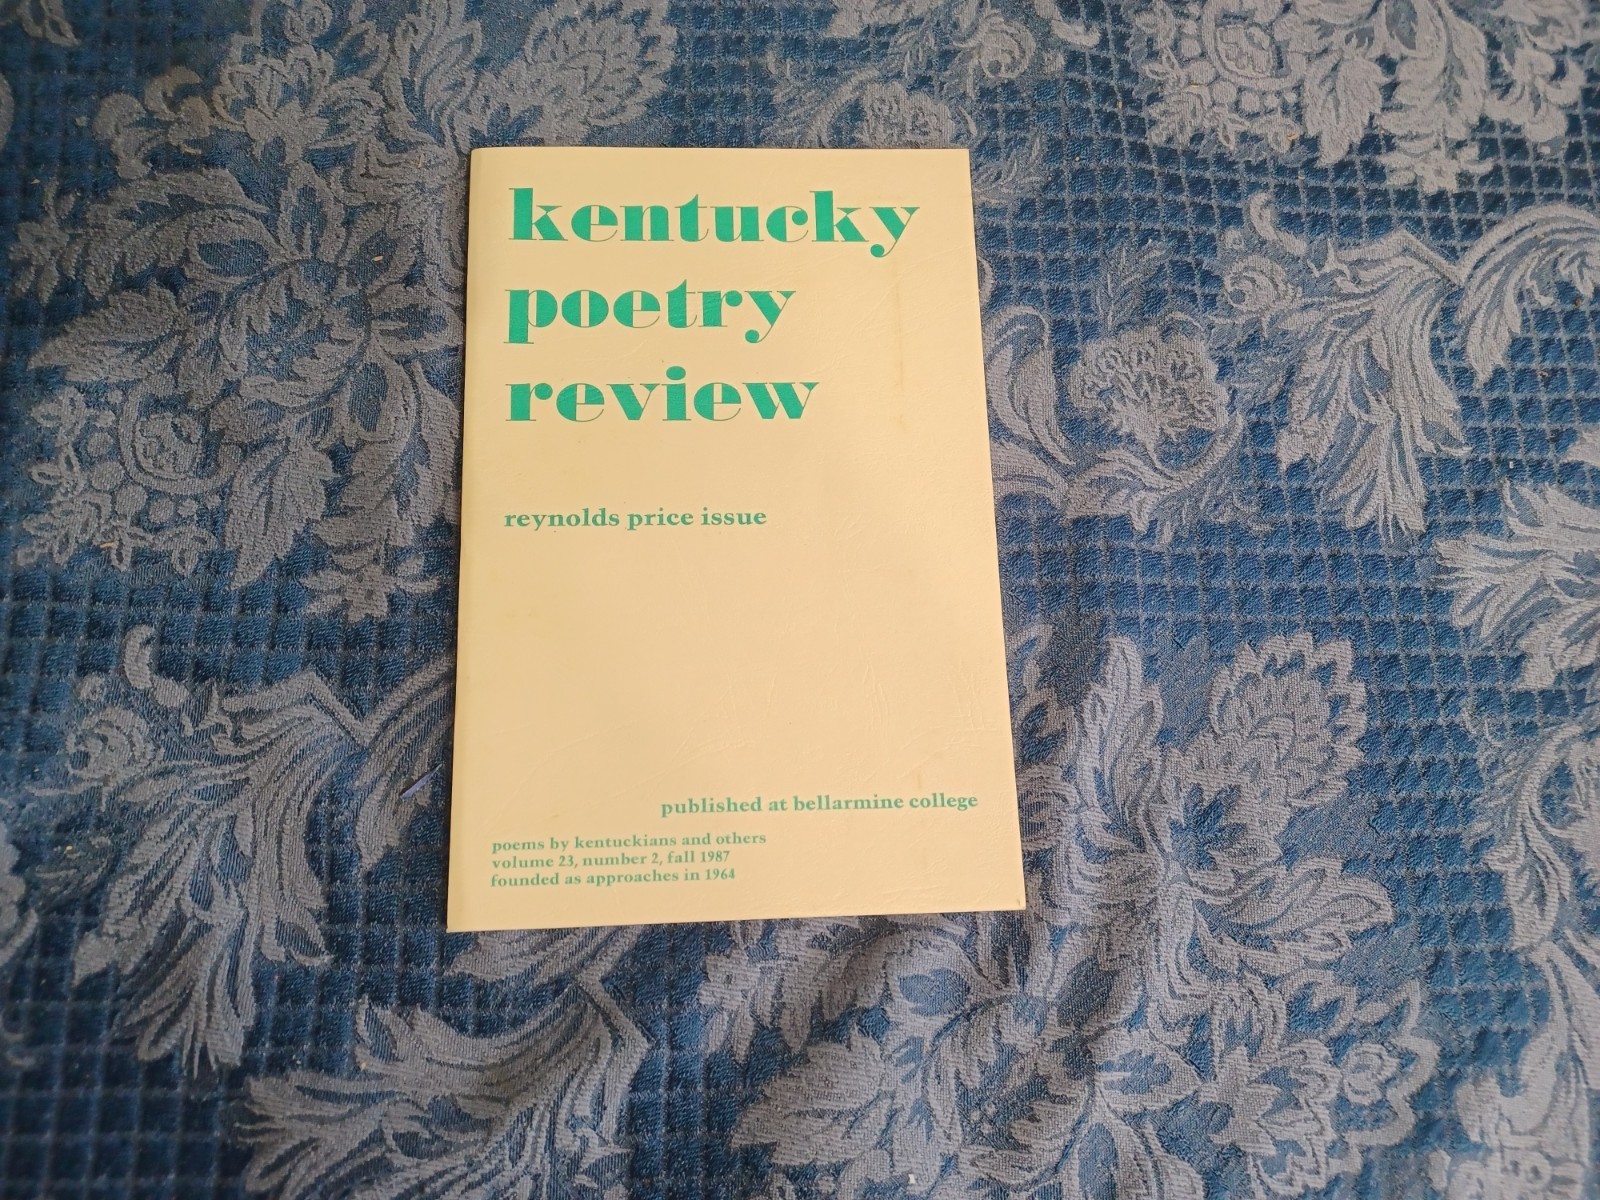 kentucky
poetry
review
reynolds price issue
published at bellarmine college
poems by kentuckians and others
volume 23, number 2, fall 1987
founded as approaches in 1964